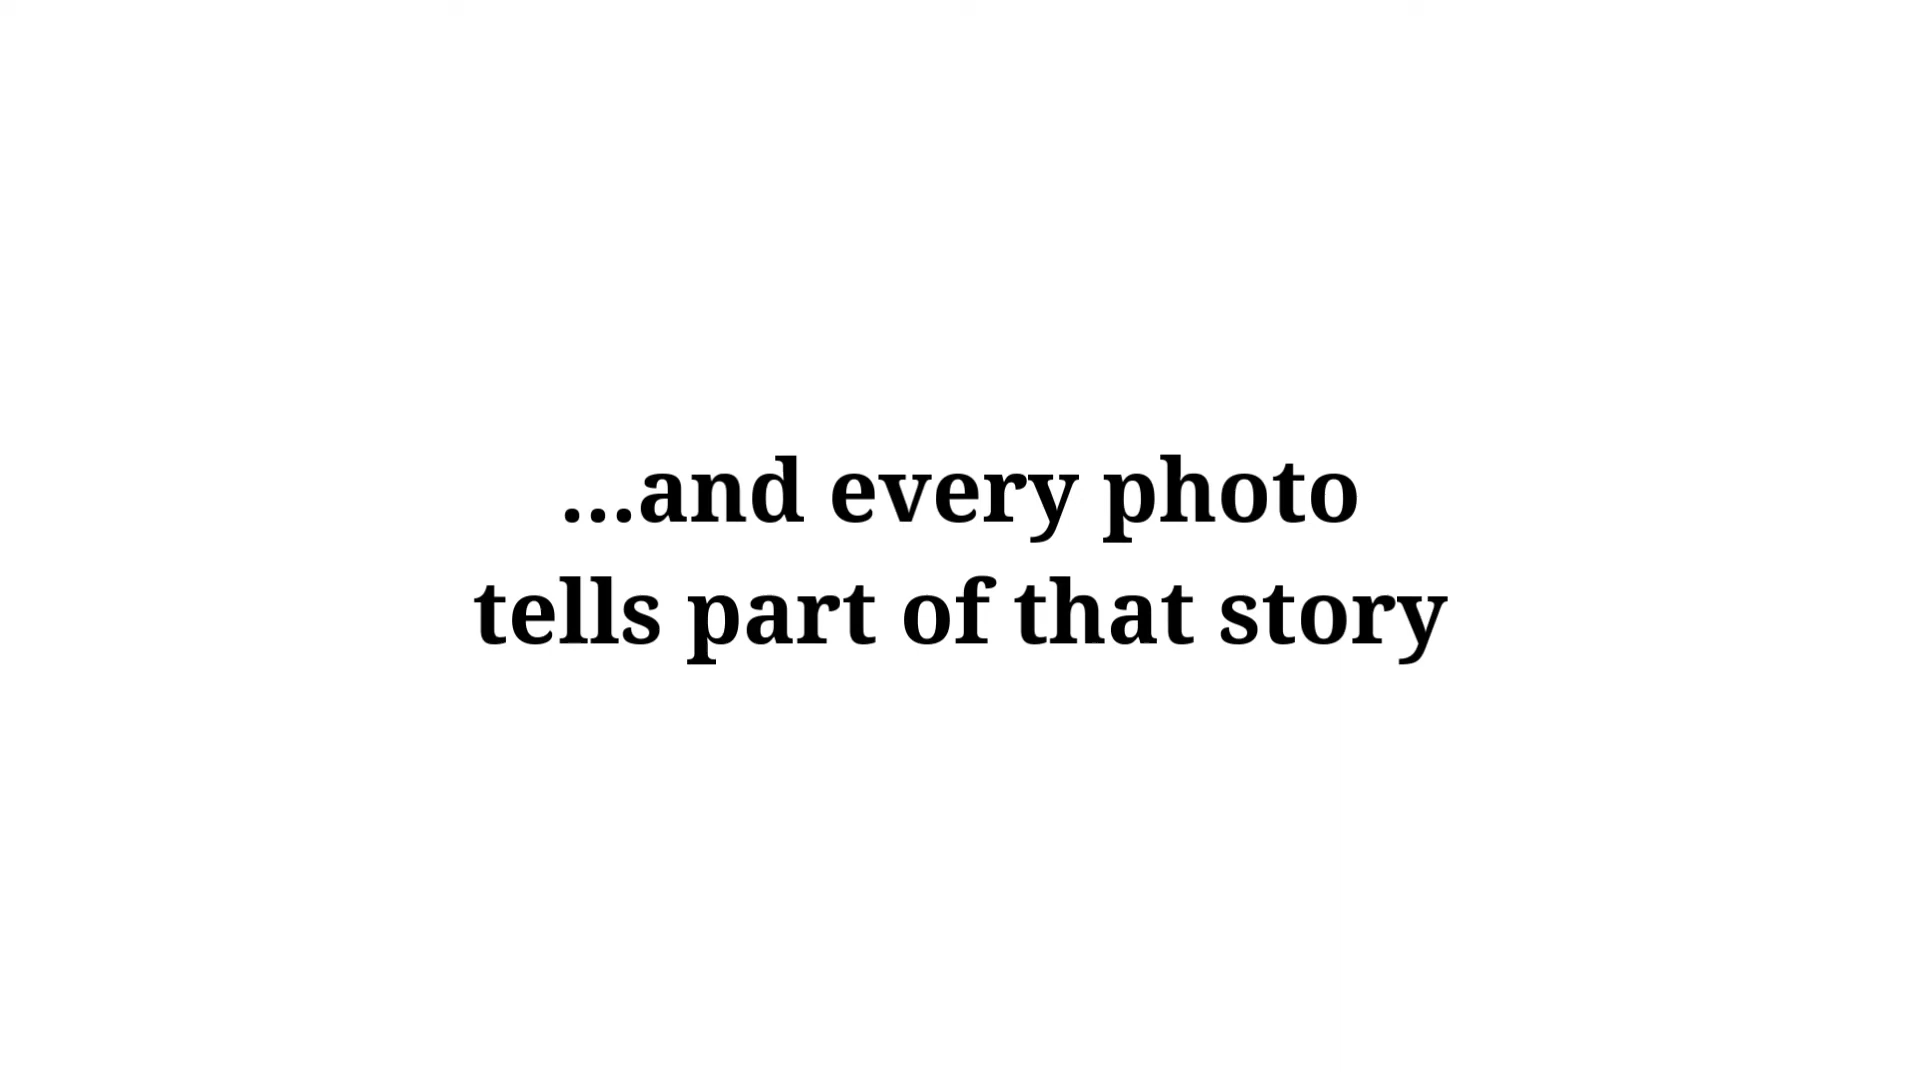 ...and every photo
tells part of that story